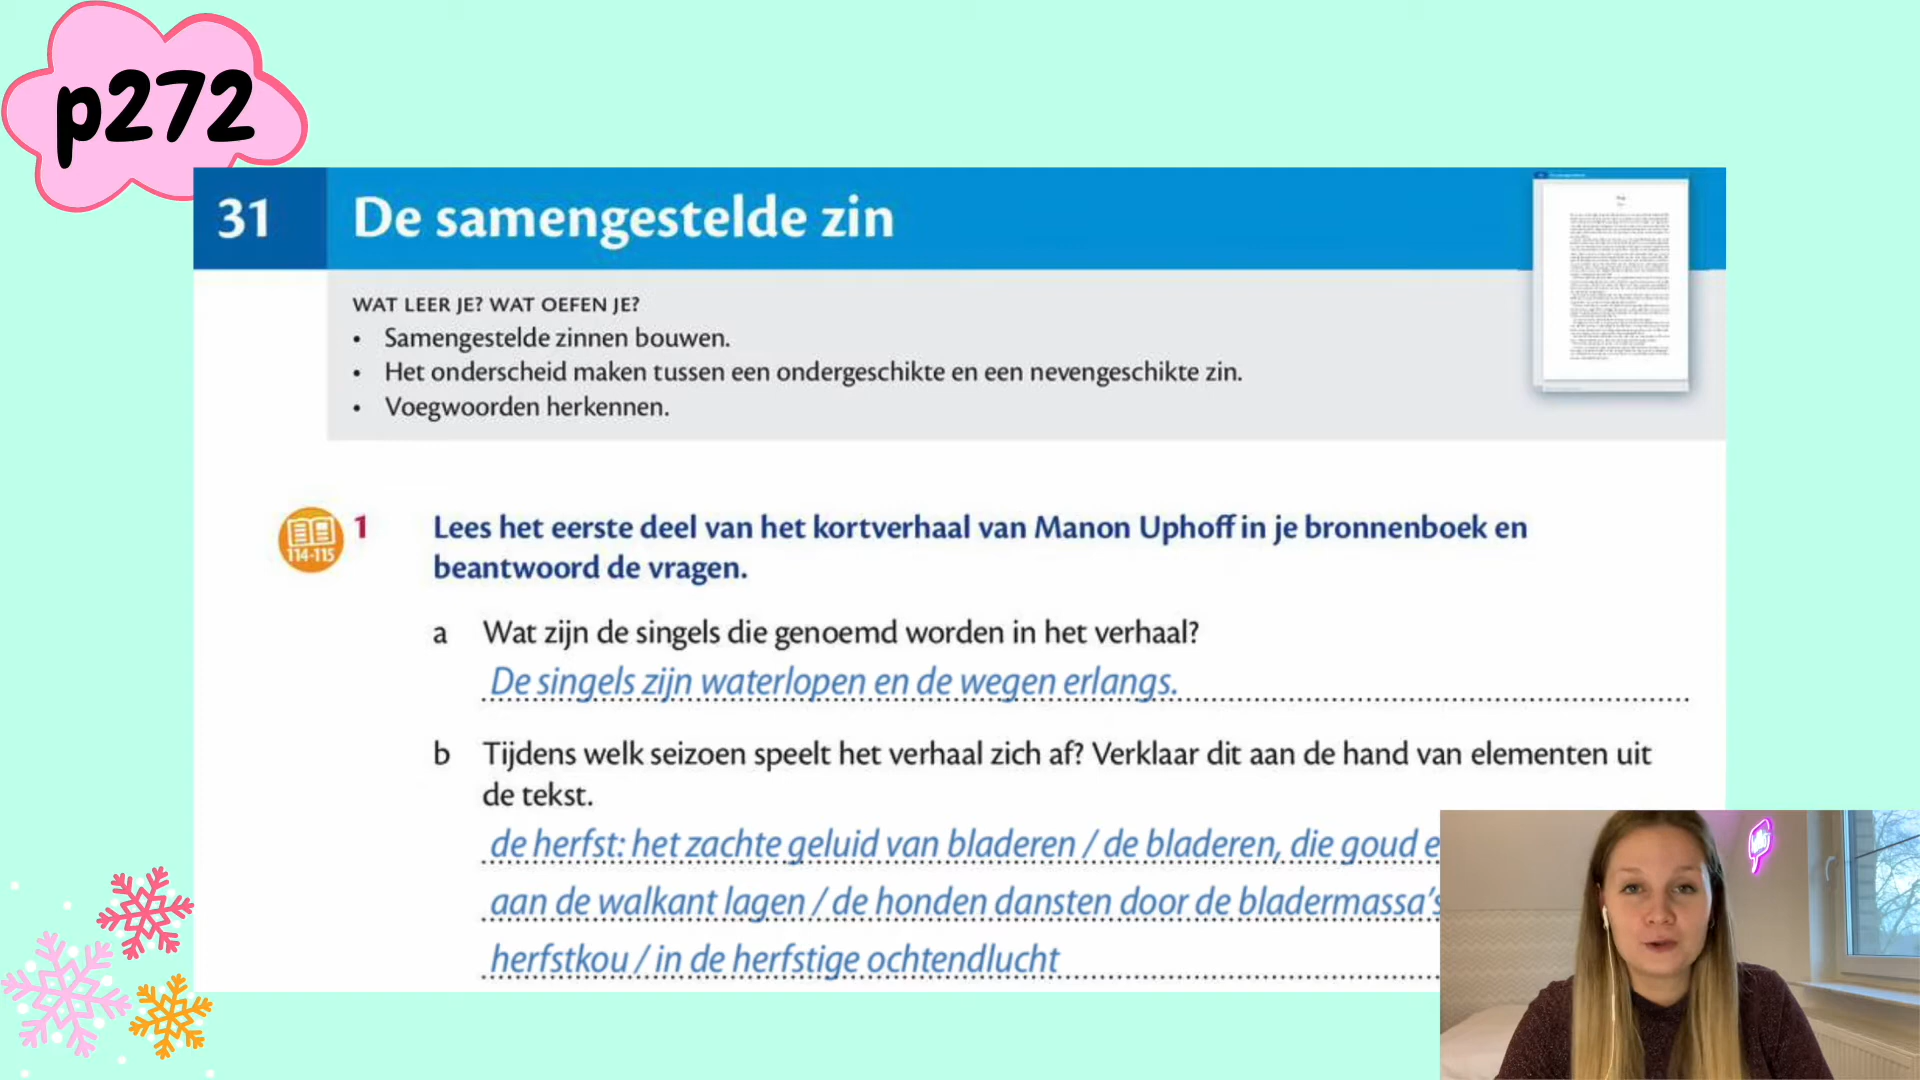 p272
31 De samengestelde zin
WAT LEER JE? WAT OEFEN JE?
• Samengestelde zinnen bouwen.
• Het onderscheid maken tussen een ondergeschikte en een nevengeschikte zin.
• Voegwoorden herkennen.
114-115
1 Lees het eerste deel van het kortverhaal van Manon Uphoff in je bronnenboek en
beantwoord de vragen.
a Wat zijn de singels die genoemd worden in het verhaal?
De singels zijn waterlopen en de wegen erlangs.
b Tijdens welk seizoen speelt het verhaal zich af? Verklaar dit aan de hand van elementen uit
de tekst.
de herfst: het zachte geluid van bladeren / de bladeren, die goud e
aan de walkant lagen / de honden dansten door de bladermassa's
herfstkou / in de herfstige ochtendlucht